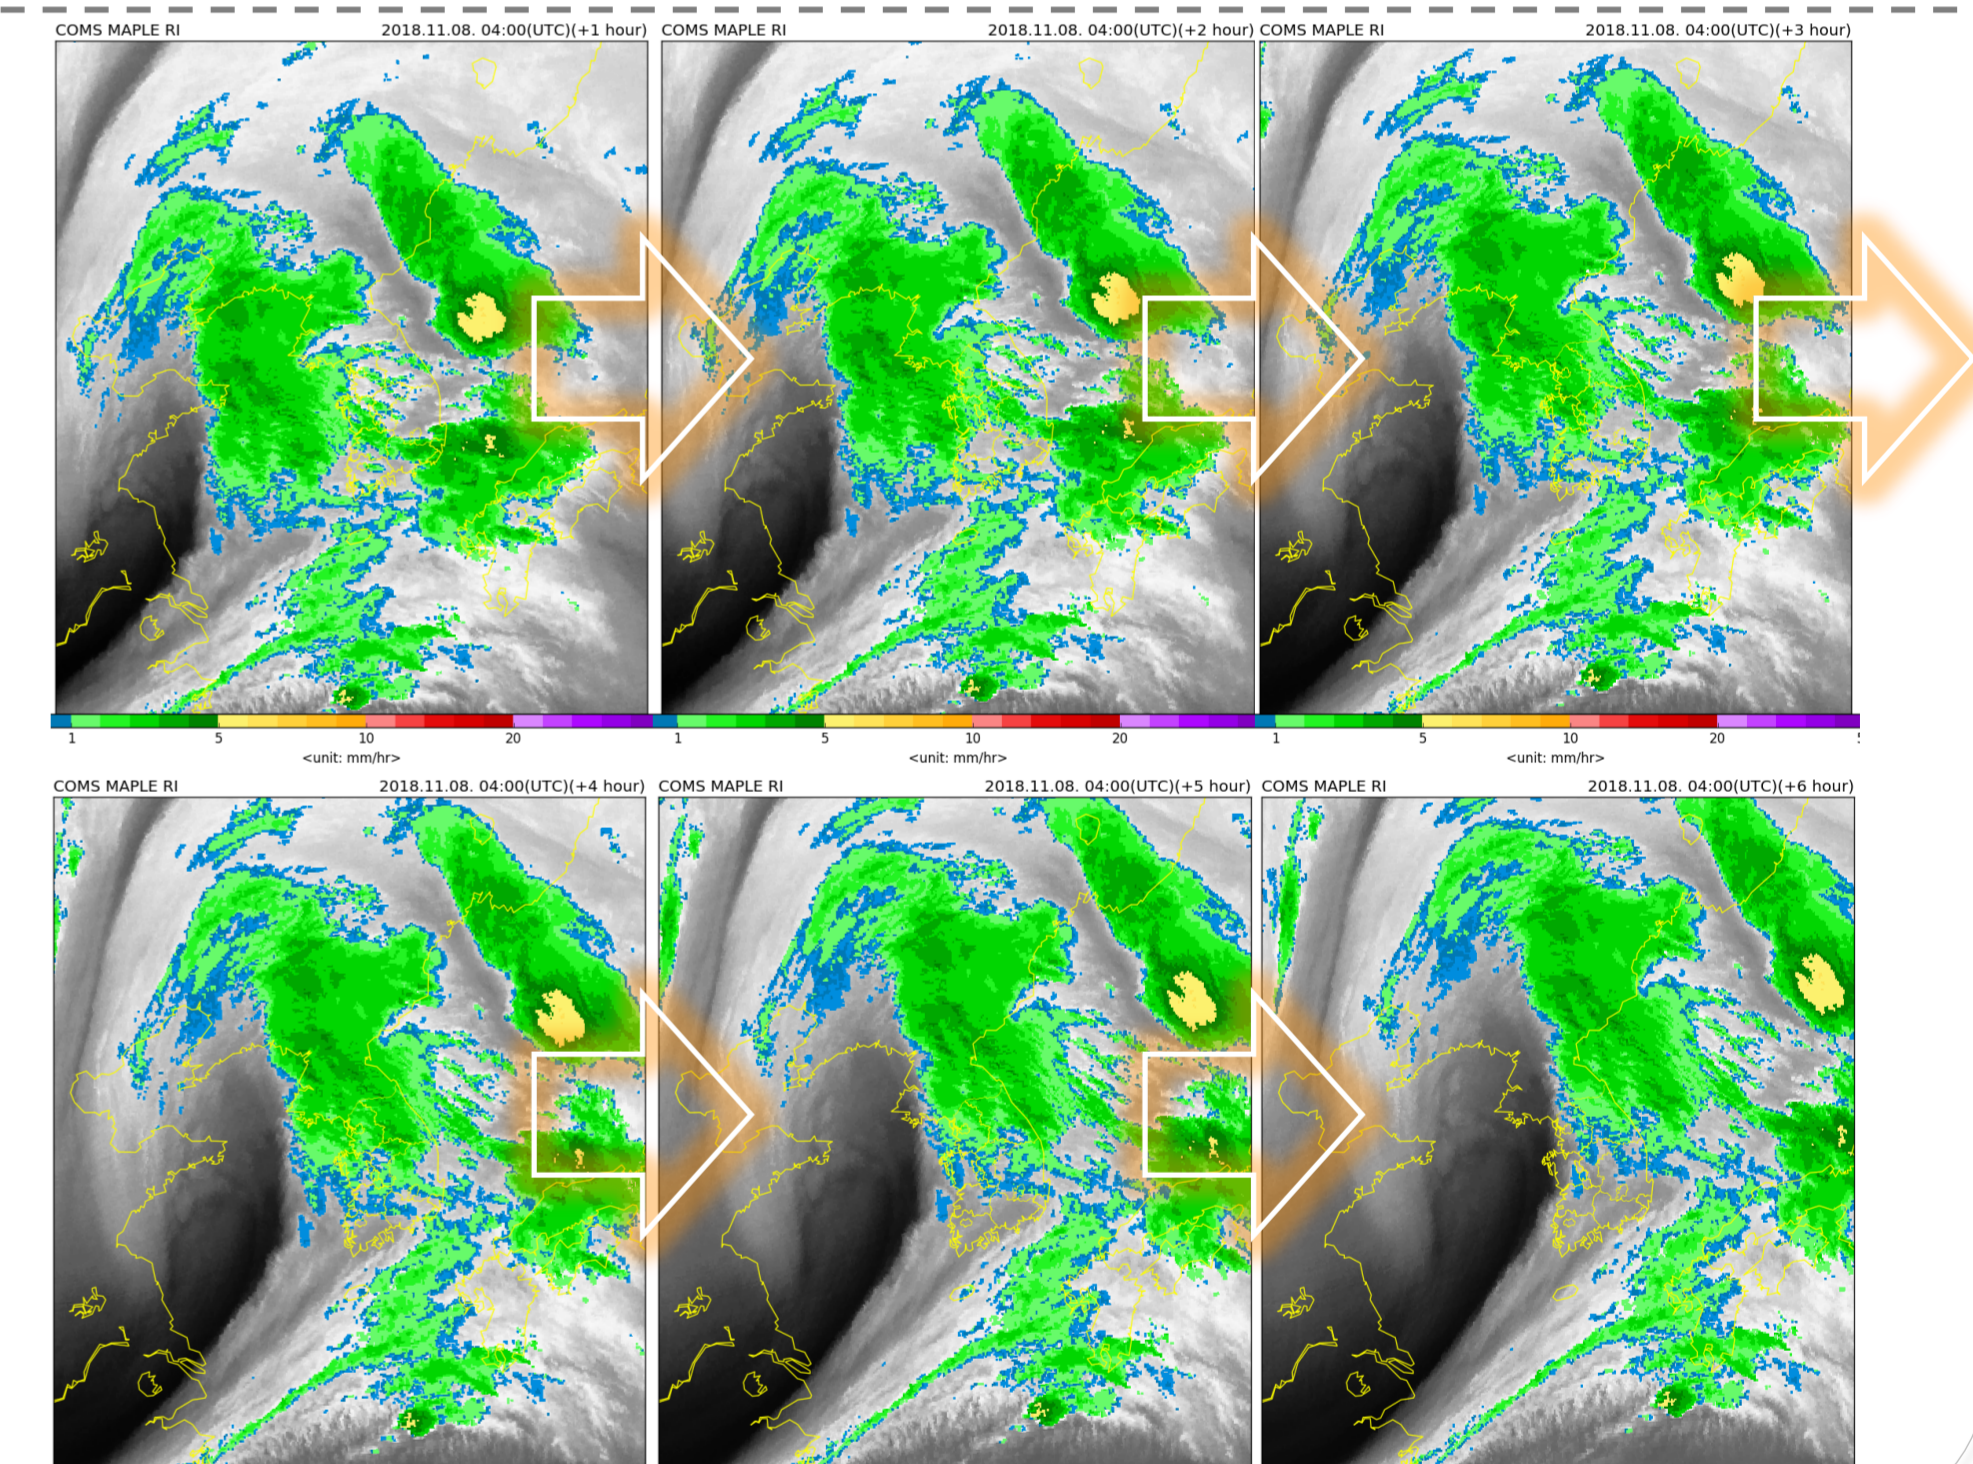 COMS MAPLE RI 2018.11.08. 04:00(UTC)(+1 hour)
COMS MAPLE RI 2018.11.08. 04:00(UTC)(+2 hour)
COMS MAPLE RI 2018.11.08. 04:00(UTC)(+3 hour)
1 5 10 20
<unit: mm/hr>
1 5 10 20
<unit: mm/hr>
1 5 10 20
<unit: mm/hr>
COMS MAPLE RI 2018.11.08. 04:00(UTC)(+4 hour)
COMS MAPLE RI 2018.11.08. 04:00(UTC)(+5 hour)
COMS MAPLE RI 2018.11.08. 04:00(UTC)(+6 hour)